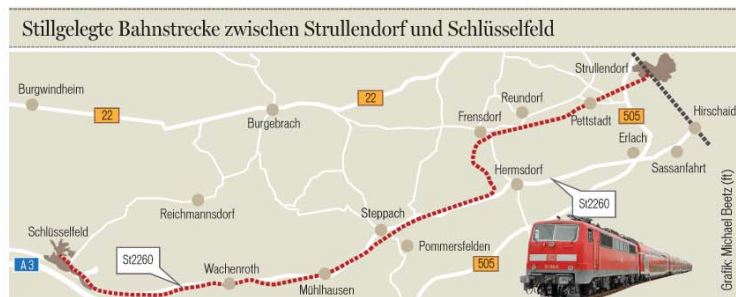 Stillgelegte Bahnstrecke zwischen Strullendorf und Schlüsselfeld
Strullendorf
Burgwindheim
22
22
Reundorf
Burgebrach
Frensdorf
Pettstadt
505
Hirschaid
Erlach
Sassanfahrt
Hermsdorf
St2260
Reichmannsdorf
Steppach
Schlüsselfeld
Pommersfelden
A 3
St2260
Wachenroth
505
Mühlhausen
Grafik: Michael Beetz (ft)